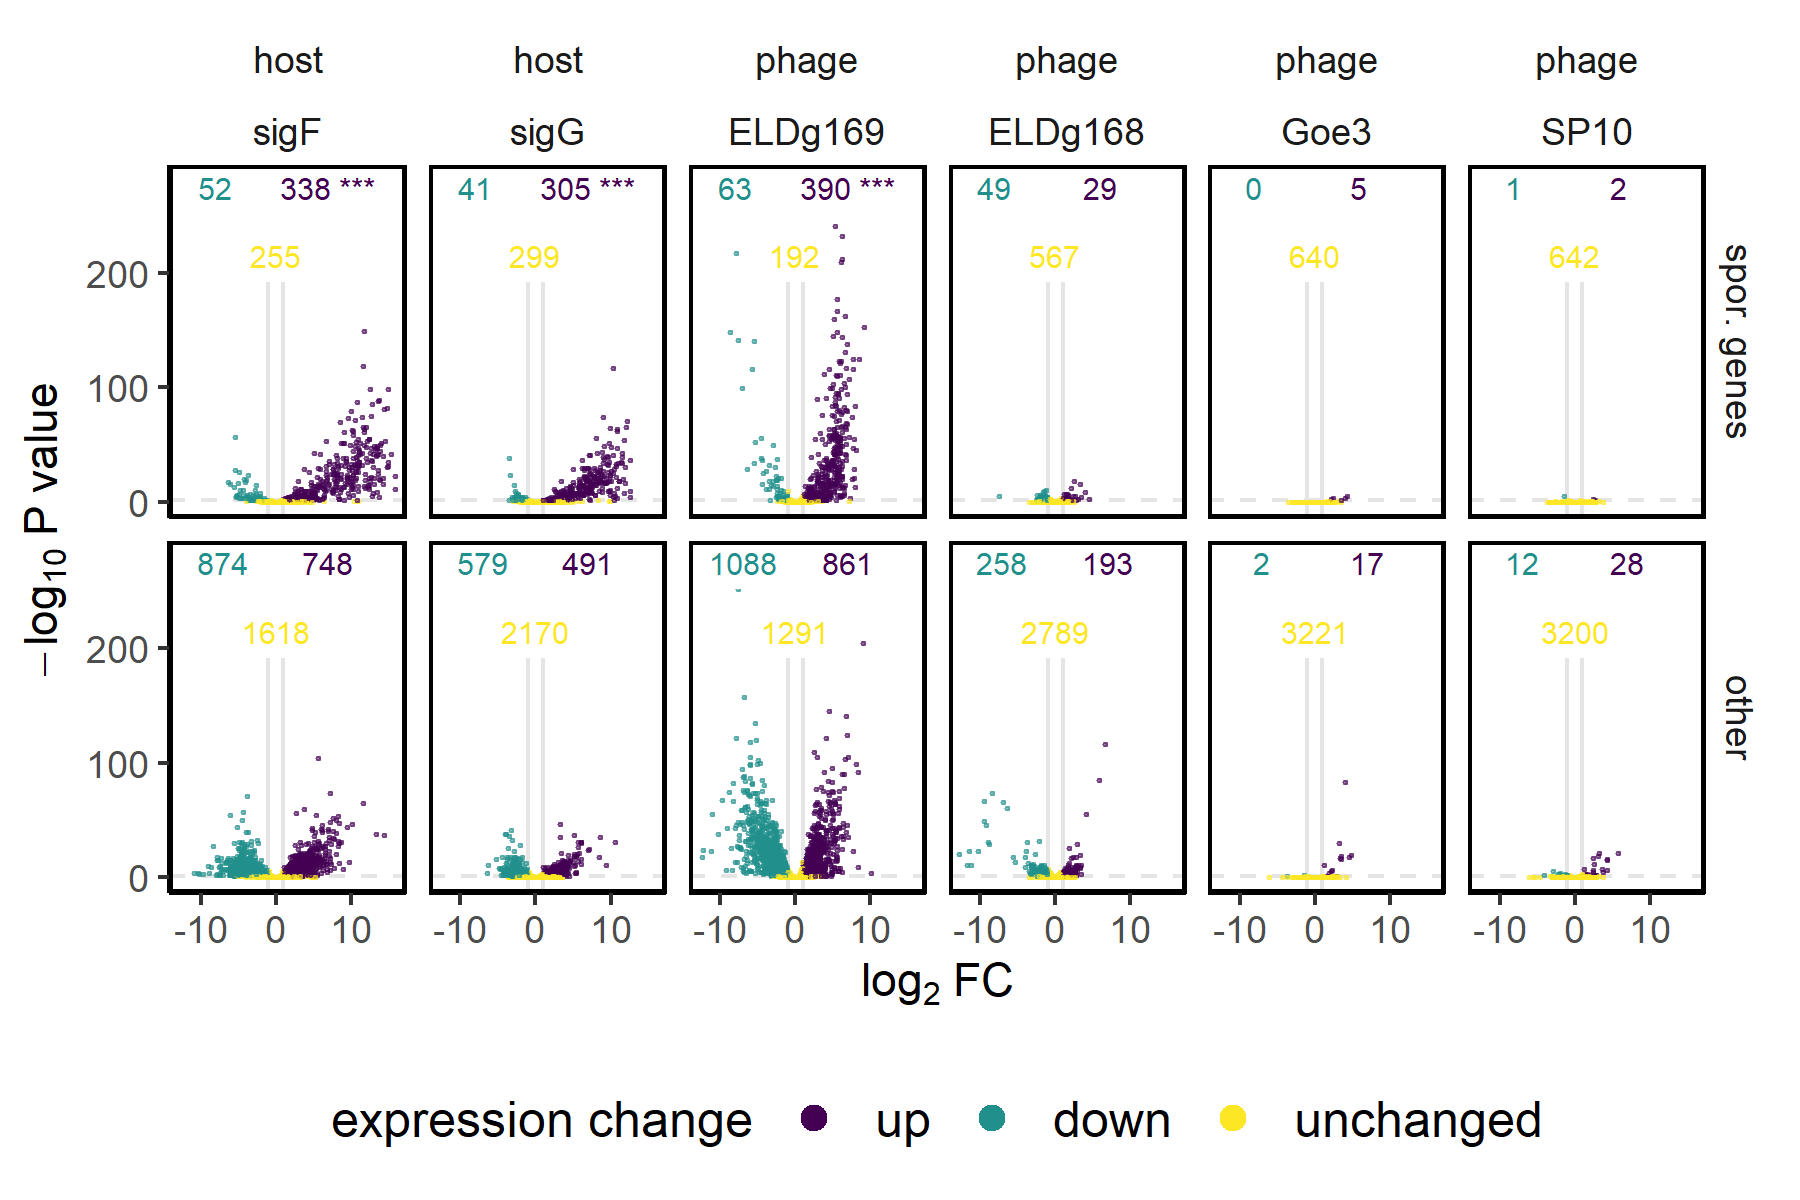 host host phage phage phage phage
sigF sigG ELDg169 ELDg168 Goe3 SP10
52 338 *** 41 305 *** 63 390 *** 49 29 0 5 1 2
255 299 192 567 640 642
200
100
0
spor. genes
874 748 579 491 1088 861 258 193 2 17 12 28
1618 2170 1291 2789 3221 3200
200
100
0
other
−log10 P value
-10 0 10 -10 0 10 -10 0 10 -10 0 10 -10 0 10 -10 0 10
log2 FC
expression change up down unchanged